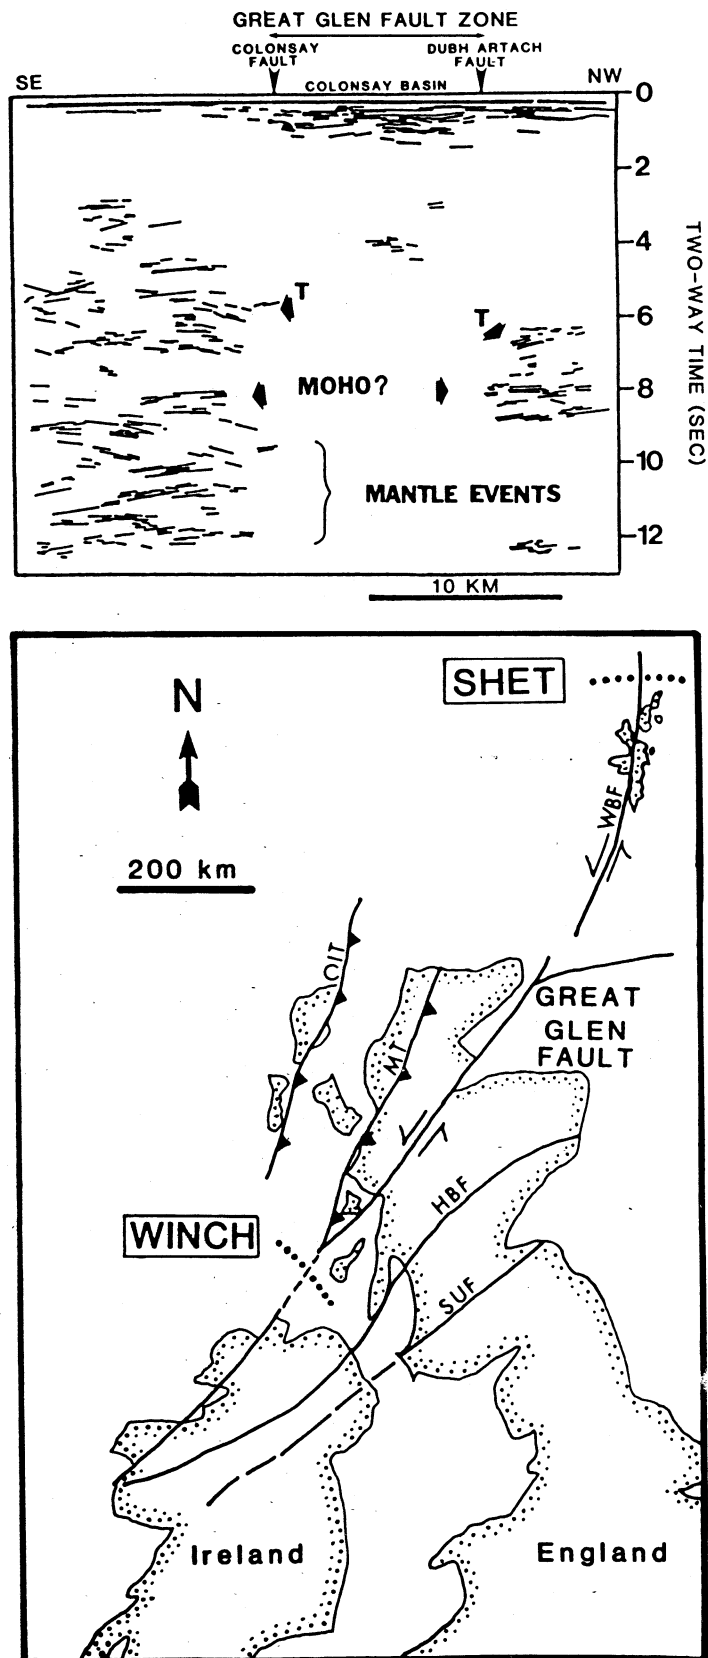 GREAT GLEN FAULT ZONE
COLONSAY
FAULT
DUBH ARTACH
FAULT
SE
COLONSAY BASIN
NW
0
2
4
6
8
10
12
TWO-WAY TIME (SEC)
T
T
MOHO?
MANTLE EVENTS
10 KM
SHET
N
WBF
200 km
OIT
GREAT
GLEN
FAULT
MT
HBF
WINCH
SUF
Ireland
England